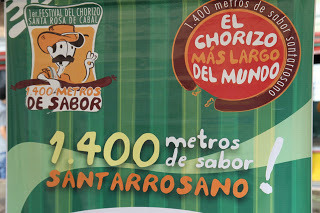 1er FESTIVAL DEL CHORIZO
SANTA ROSA DE CABAL
1.400 METROS
DE SABOR
1.400 metros de sabor santarrosano
EL
CHORIZO
MÁS LARGO
DEL MUNDO
1.400 metros
de sabor
SANTARROSANO!